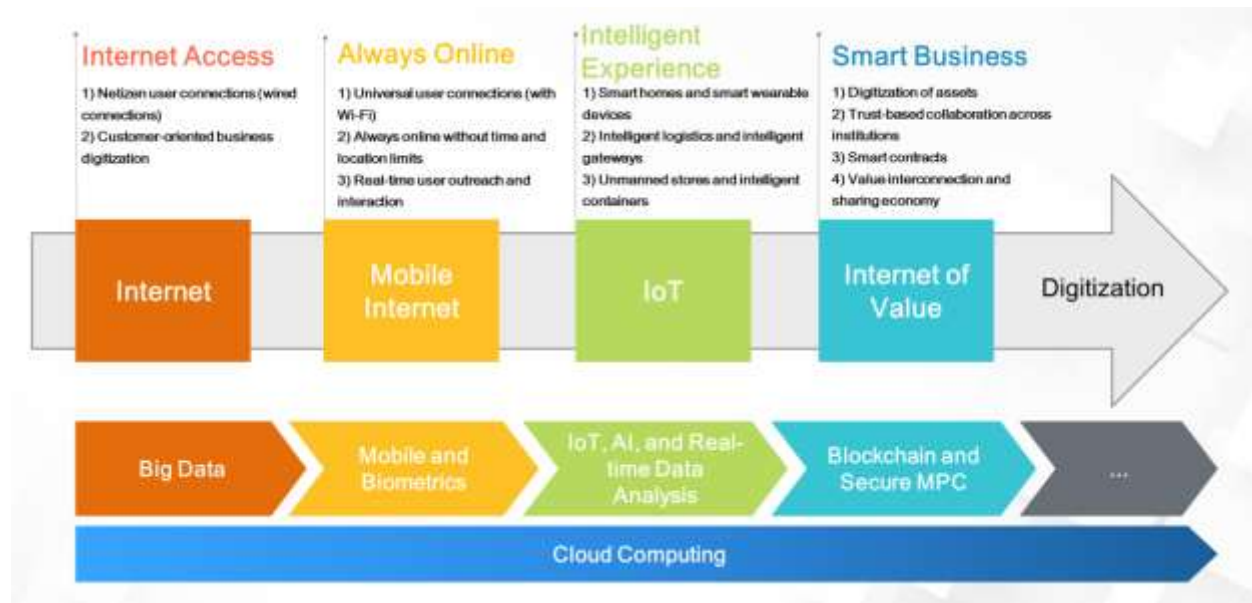 Internet Access
1) Netizen user connections (wired
connections)
2) Customer-oriented business
digitization
Always Online
1) Universal user connections (with
Wi-Fi)
2) Always online without time and
location limits
3) Real-time user outreach and
interaction
Intelligent
Experience
1) Smart homes and smart wearable
devices
2) Intelligent logistics and intelligent
gateways
3) Unmanned stores and intelligent
containers
Smart Business
1) Digitization of assets
2) Trust-based collaboration across
institutions
3) Smart contracts
4) Value interconnection and
sharing economy
Internet
Mobile
Internet
IoT
Internet of
Value
Digitization
Big Data
Mobile and
Biometrics
IoT, AI, and Real-
time Data
Analysis
Blockchain and
Secure MPC
...
Cloud Computing